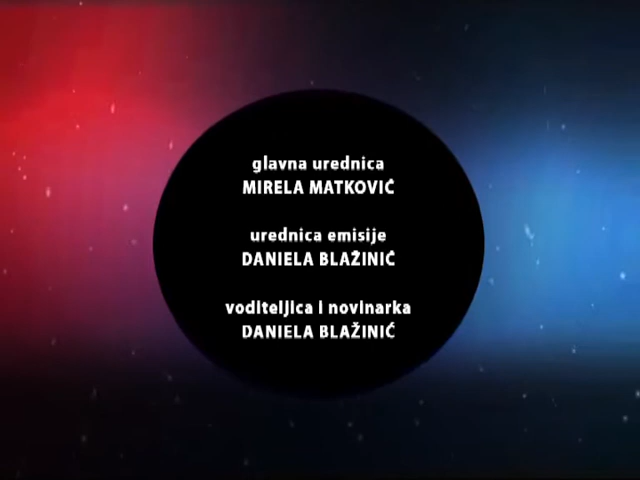 glavna urednica
MIRELA MATKOVIĆ
urednica emisije
DANIELA BLAŽINIĆ
voditeljica i novinarka
DANIELA BLAŽINIĆ